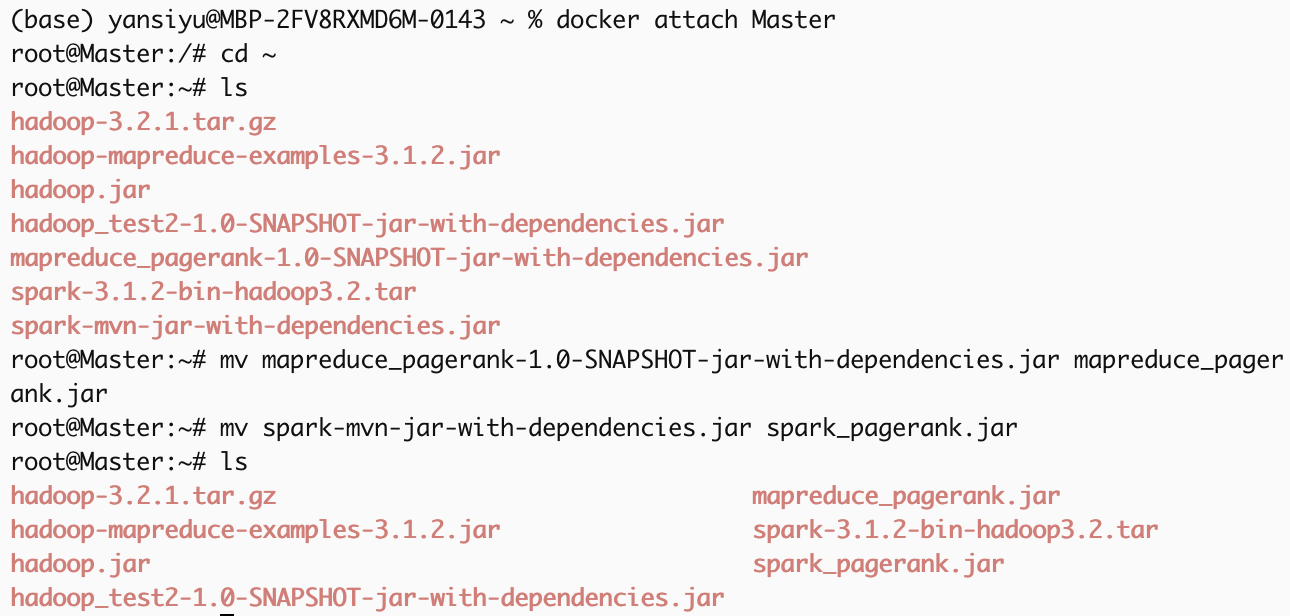 (base) yansiyu@MBP-2FV8RXMD6M-0143 ~ % docker attach Master
root@Master:/# cd ~
root@Master:~# ls
hadoop-3.2.1.tar.gz
hadoop-mapreduce-examples-3.1.2.jar
hadoop.jar
hadoop_test2-1.0-SNAPSHOT-jar-with-dependencies.jar
mapreduce_pagerank-1.0-SNAPSHOT-jar-with-dependencies.jar
spark-3.1.2-bin-hadoop3.2.tar
spark-mvn-jar-with-dependencies.jar
root@Master:~# mv mapreduce_pagerank-1.0-SNAPSHOT-jar-with-dependencies.jar mapreduce_pager
ank.jar
root@Master:~# mv spark-mvn-jar-with-dependencies.jar spark_pagerank.jar
root@Master:~# ls
hadoop-3.2.1.tar.gz mapreduce_pagerank.jar
hadoop-mapreduce-examples-3.1.2.jar spark-3.1.2-bin-hadoop3.2.tar
hadoop.jar spark_pagerank.jar
hadoop_test2-1.0-SNAPSHOT-jar-with-dependencies.jar